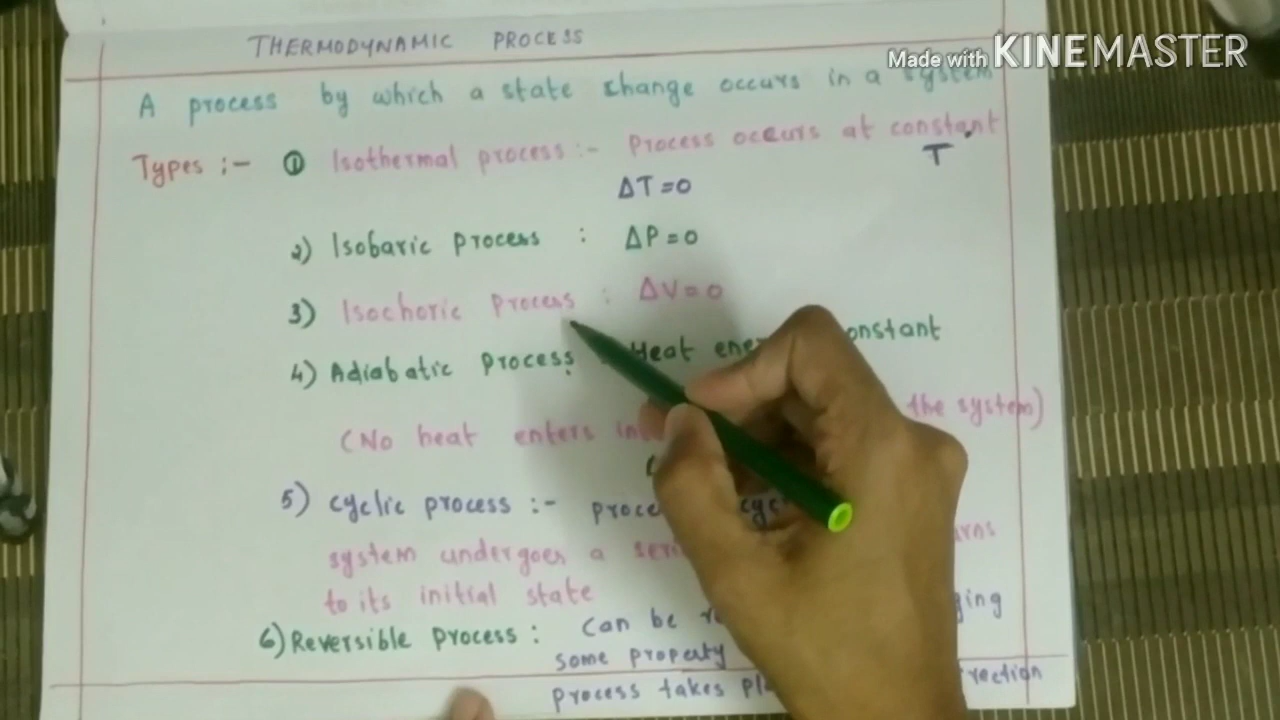 THERMODYNAMIC PROCESS
Made with KINEMASTER
A process by which a state change occurs in a system
Types :- ① Isothermal process :- Process occurs at constant
T
ΔT = 0
2) Isobaric Process : ΔP = 0
3) Isochoric Process : ΔV = 0
4) Adiabatic Process Heat onstant
(No heat enters the system)
5) cyclic process :-
system undergoes a
to its initial state
6) Reversible Process : can be
some property
process takes